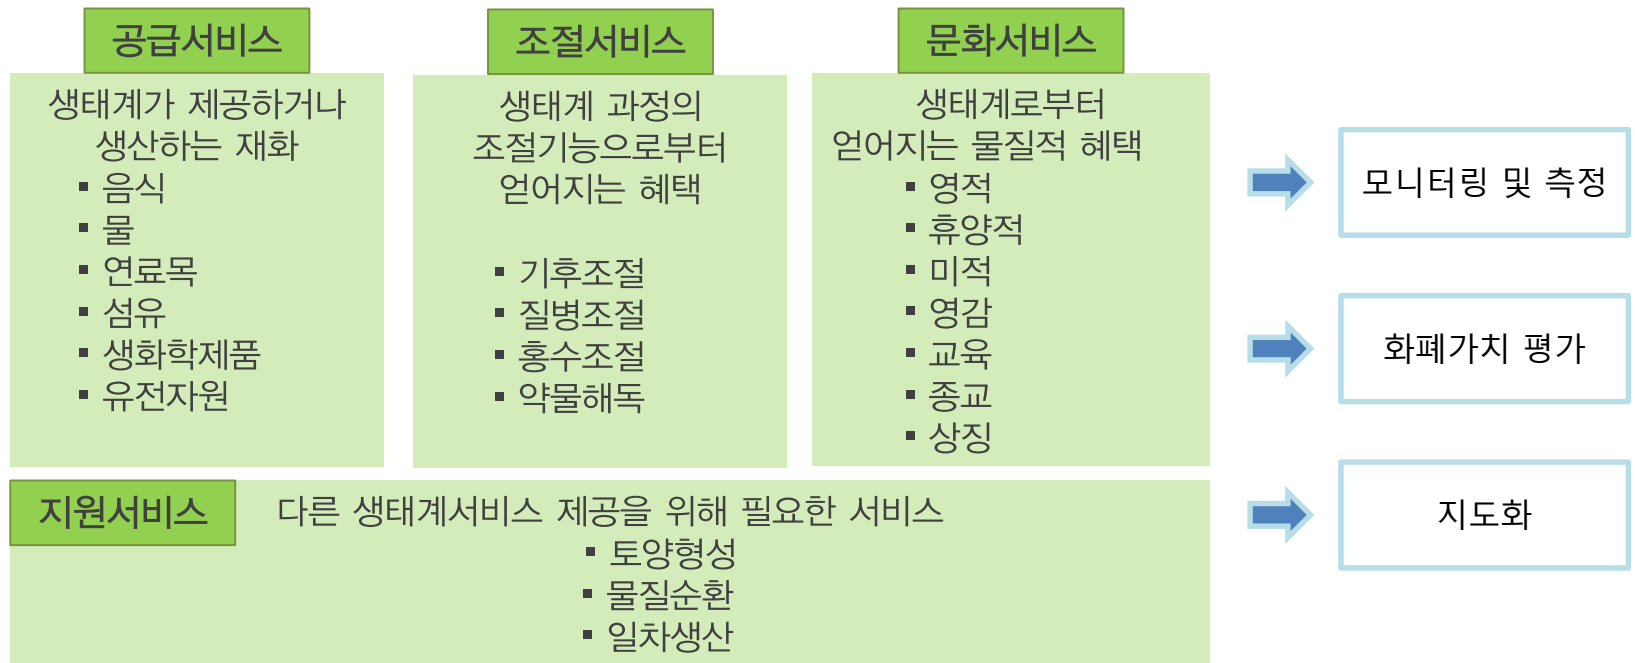 공급서비스
생태계가 제공하거나
생산하는 재화
▪ 음식
▪ 물
▪ 연료목
▪ 섬유
▪ 생화학제품
▪ 유전자원
조절서비스
생태계 과정의
조절기능으로부터
얻어지는 혜택
▪ 기후조절
▪ 질병조절
▪ 홍수조절
▪ 약물해독
문화서비스
생태계로부터
얻어지는 물질적 혜택
▪ 영적
▪ 휴양적
▪ 미적
▪ 영감
▪ 교육
▪ 종교
▪ 상징
지원서비스
다른 생태계서비스 제공을 위해 필요한 서비스
▪ 토양형성
▪ 물질순환
▪ 일차생산
모니터링 및 측정
화폐가치 평가
지도화